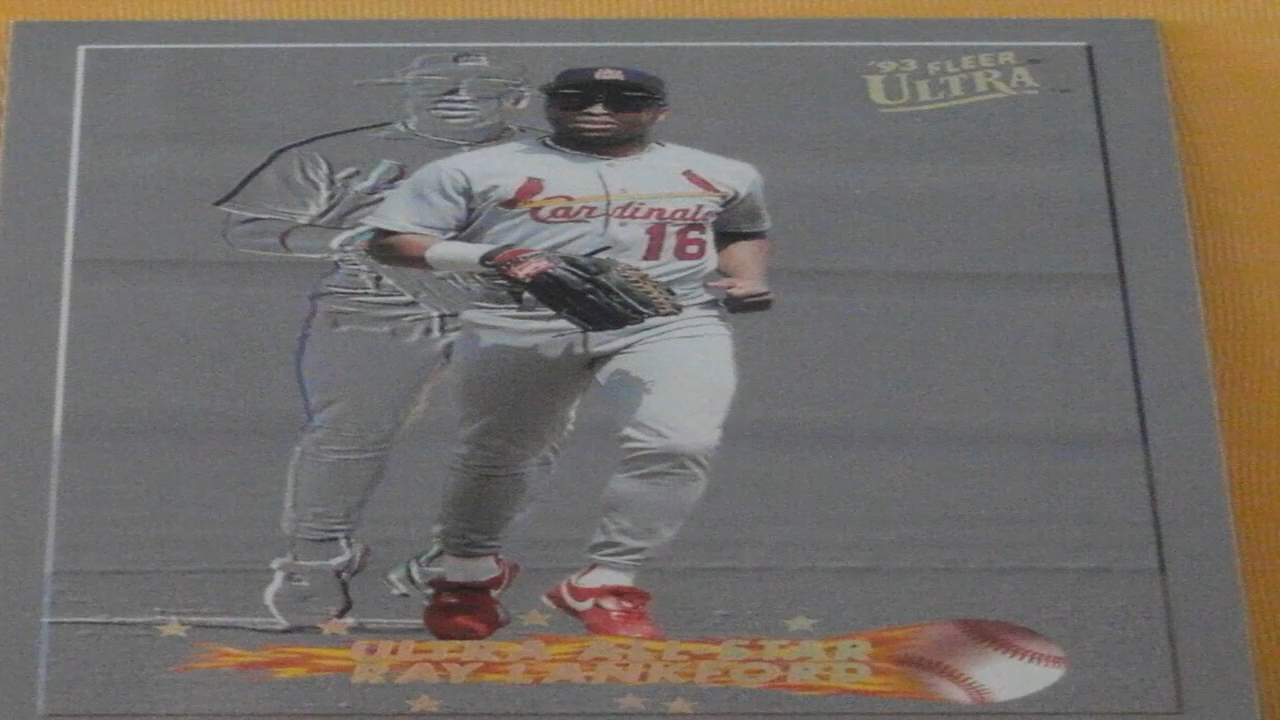 '93 FLEER
ULTRA
Cardinals
16
ULTRA ALL-STAR
RAY LANKFORD